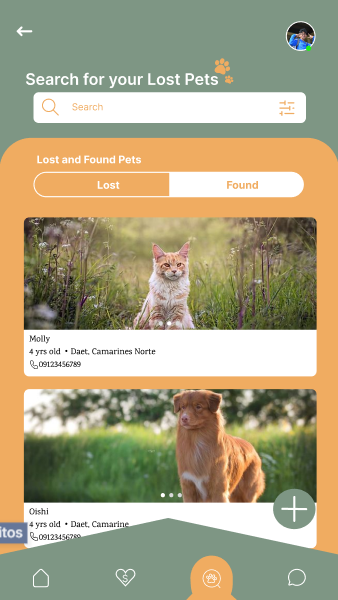 Search for your Lost Pets
Search
Lost and Found Pets
Lost
Found
Molly
4 yrs old • Daet, Camarines Norte
09123456789
Oishi
4 yrs old • Daet, Camarine
09123456789
itos
$